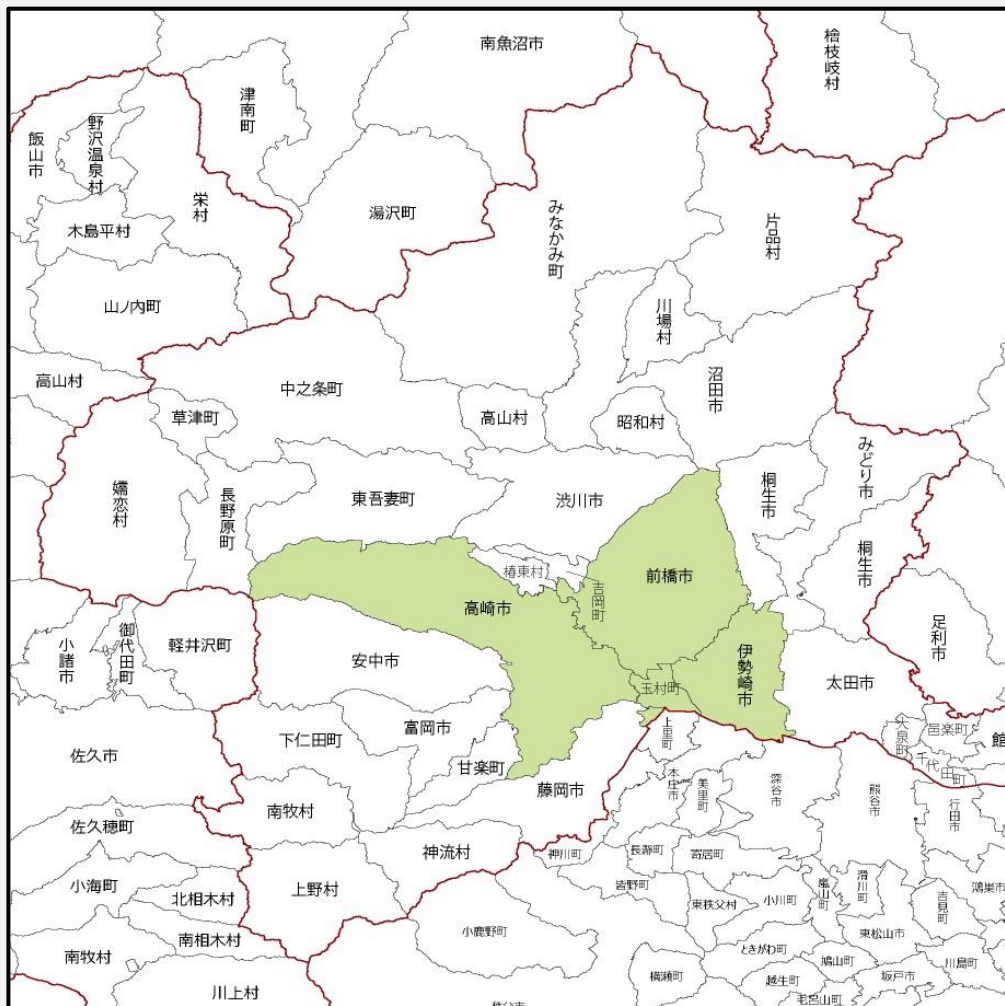 南魚沼市
檜枝岐村
津南町
野沢温泉村
飯山市
栄村
湯沢町
みなかみ町
片品村
木島平村
山ノ内町
川場村
高山村
中之条町
沼田市
草津町
高山村
昭和村
みどり市
嬬恋村
長野原町
東吾妻町
渋川市
桐生市
桐生市
榛東村
前橋市
吉岡町
高崎市
足利市
小諸市
御代田町
軽井沢町
安中市
伊勢崎市
玉村町
太田市
下仁田町
富岡市
上里町
大泉町
邑楽町
館
佐久市
甘楽町
千代田町
藤岡市
本庄市
美里町
深谷市
熊谷市
行田市
南牧村
佐久穂町
神流村
神川町
長瀞町
寄居町
小海町
北相木村
上野村
皆野町
東秩父村
小川町
嵐山町
滑川町
吉見町
鴻巣市
小鹿野町
南相木村
東松山市
南牧村
ときがわ町
鳩山町
川島町
横瀬町
越生町
坂戸市
川上村
毛呂山町
秩父市